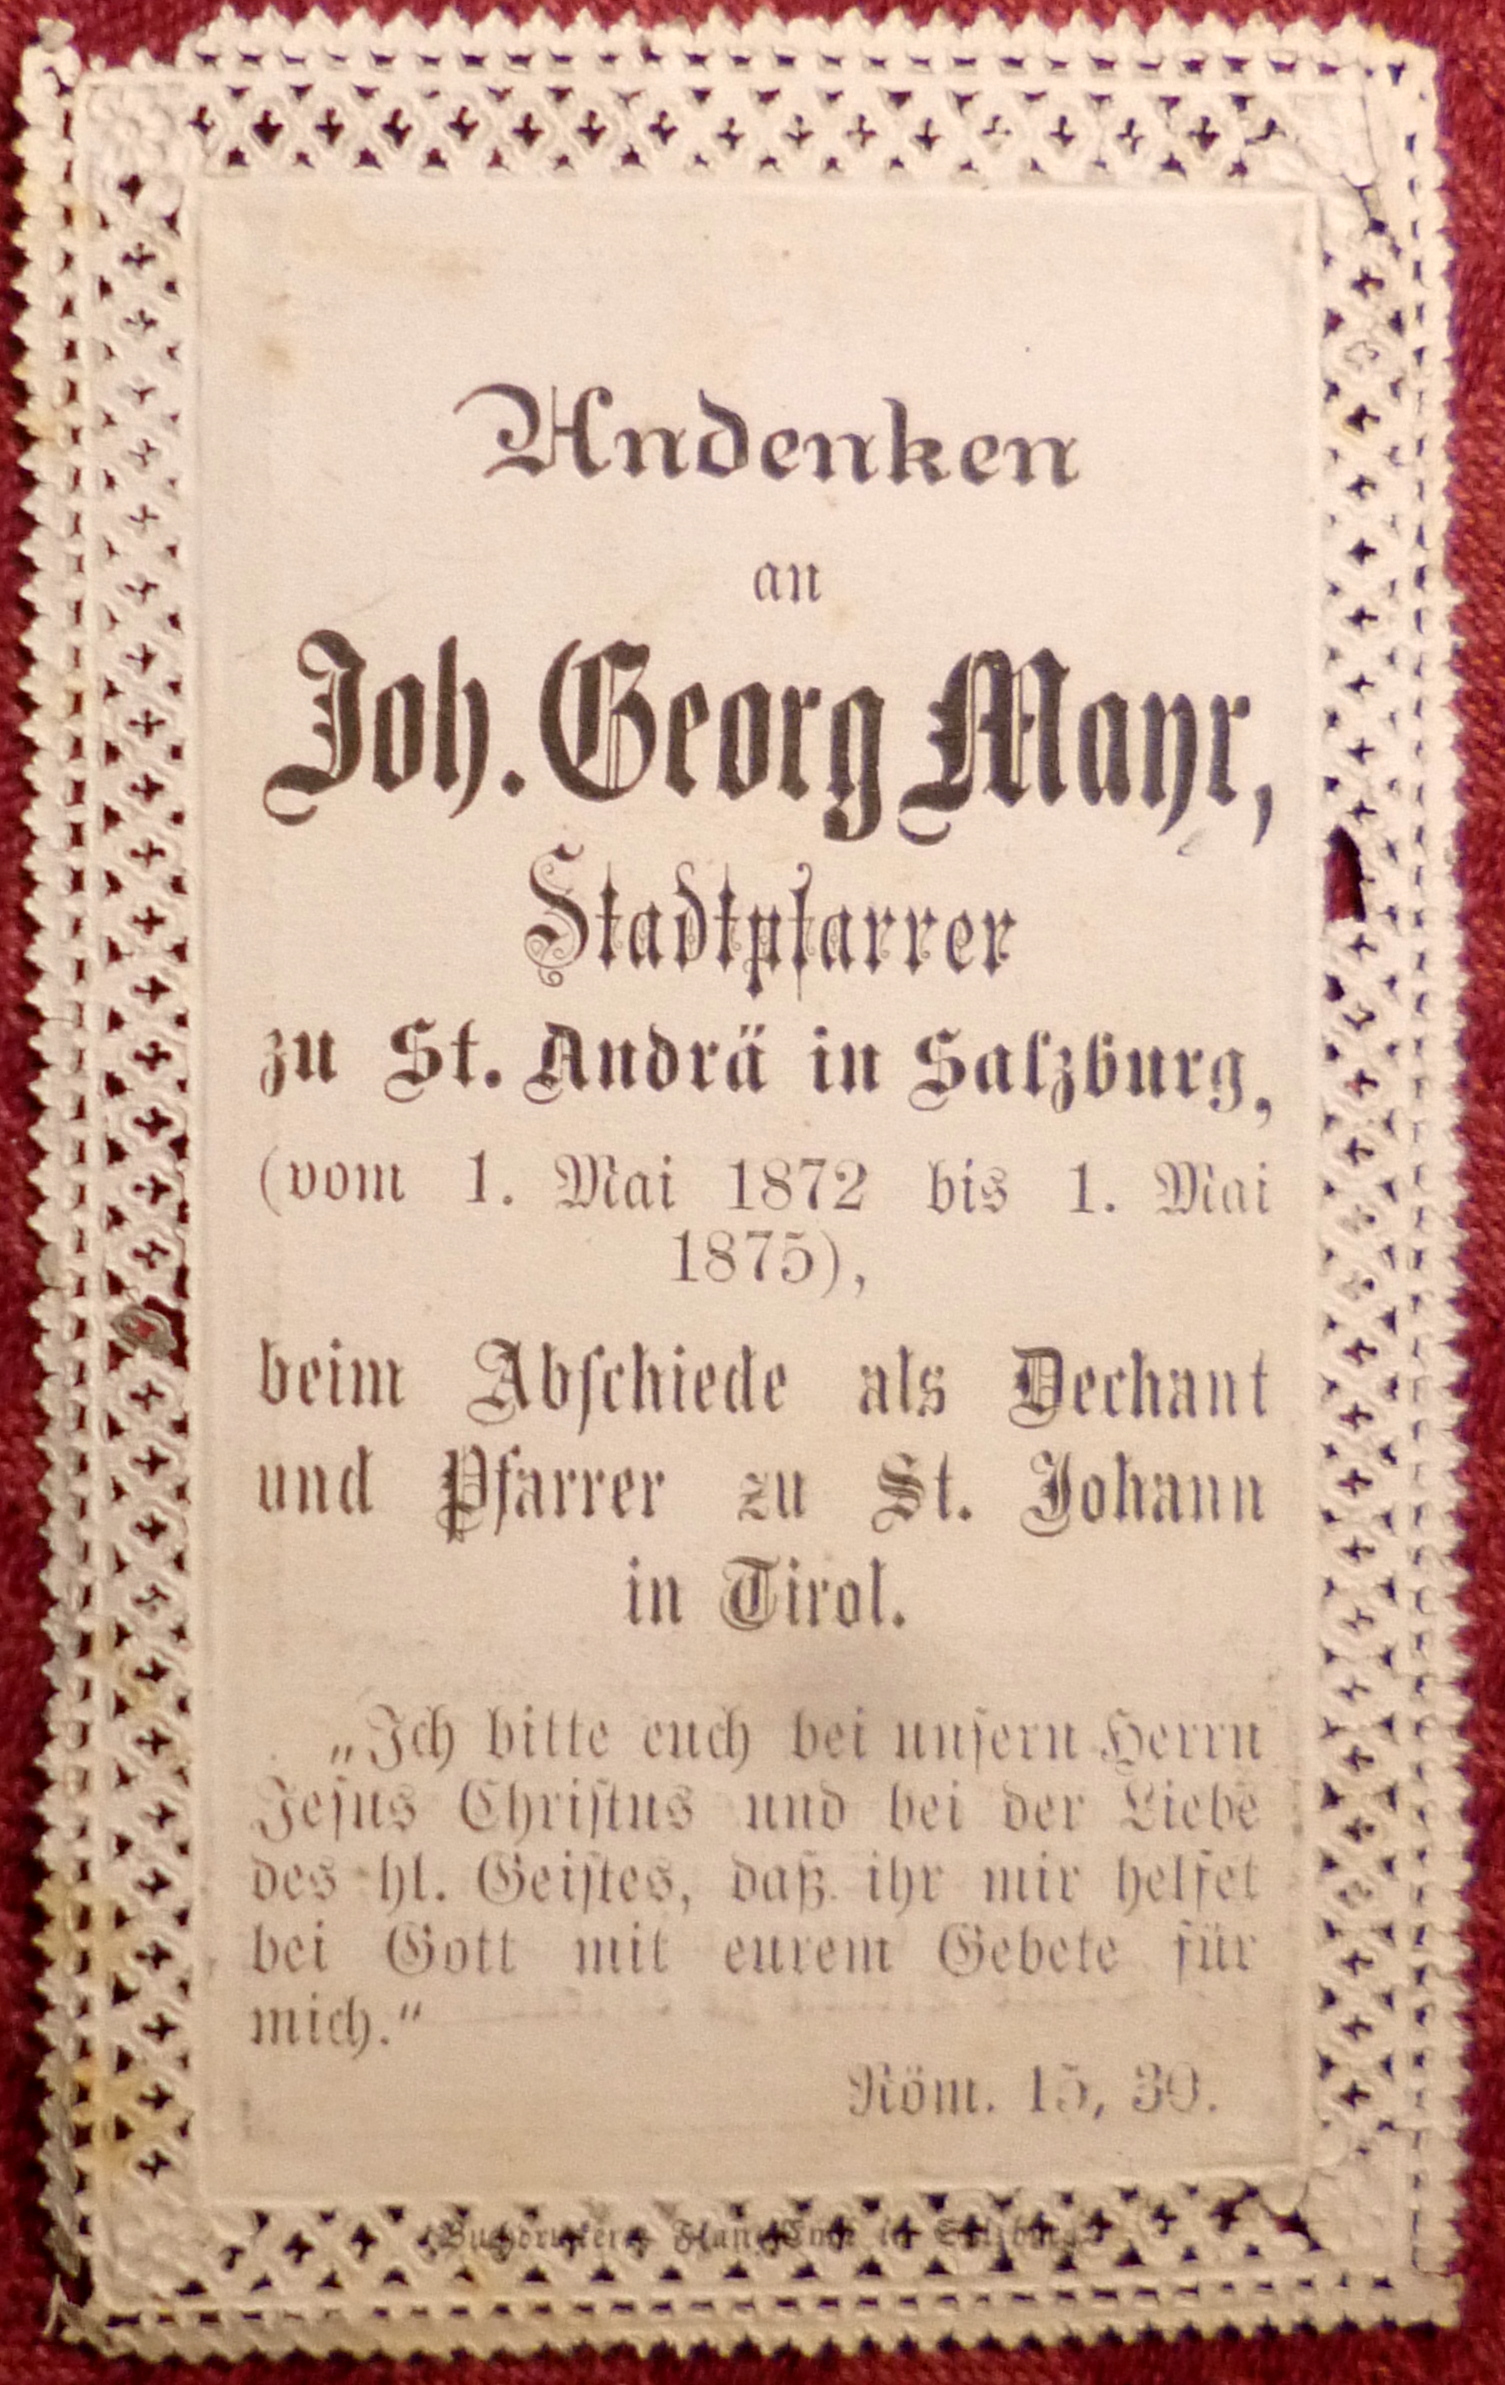 Andenken
an
Joh. Georg Mayr,
Stadtpfarrer
zu St. Andrä in Salzburg,
(vom 1. Mai 1872 bis 1. Mai
1875),
beim Abschiede als Dechant
und Pfarrer zu St. Johann
in Tirol.
„Ich bitte euch bei unsern Herrn
Jesus Christus und bei der Liebe
des hl. Geistes, daß ihr mir helfet
bei Gott mit eurem Gebete für
mich.“
Röm. 15, 30.
Buchdruckerei in Salzburg